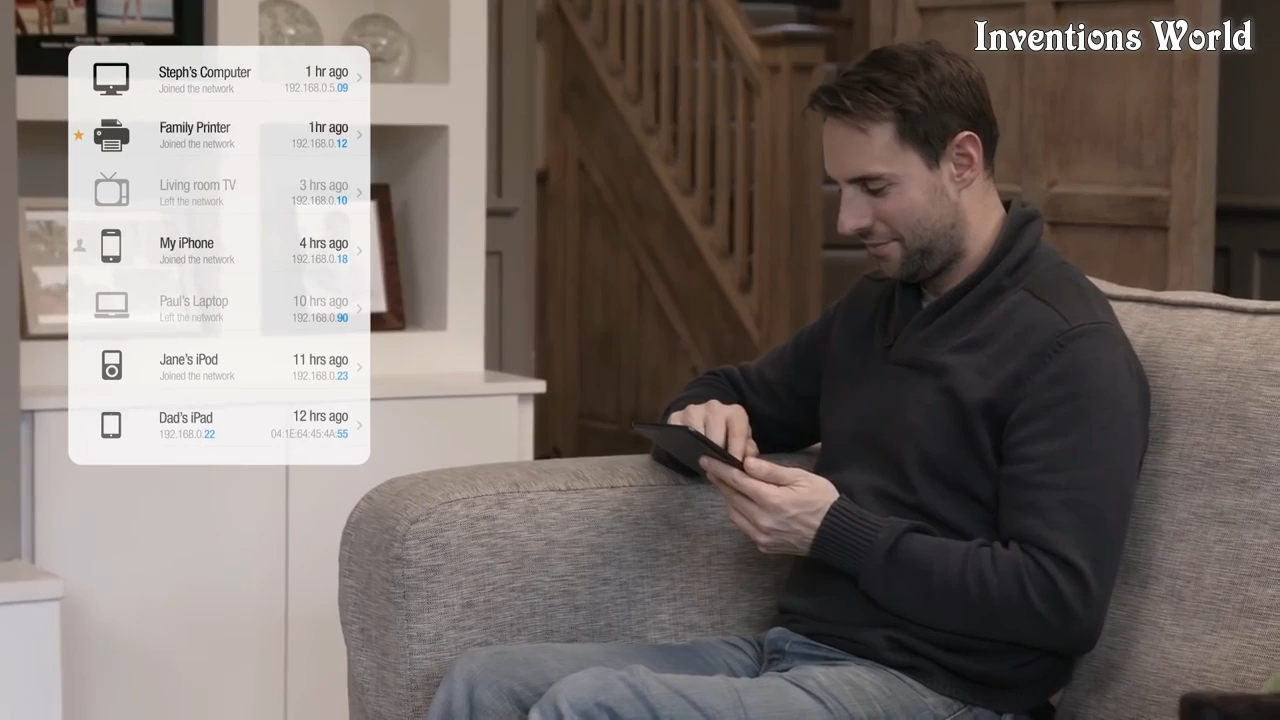 Inventions World
Steph's Computer 1 hr ago
Joined the network 192.168.0.5.09
Family Printer 1hr ago
Joined the network 192.168.0.12
Living room TV 3 hrs ago
Left the network 192.168.0.10
My iPhone 4 hrs ago
Joined the network 192.168.0.18
Paul's Laptop 10 hrs ago
Left the network 192.168.0.90
Jane's iPod 11 hrs ago
Joined the network 192.168.0.23
Dad's iPad 12 hrs ago
192.168.0.22 04:1E:64:45:4A:55